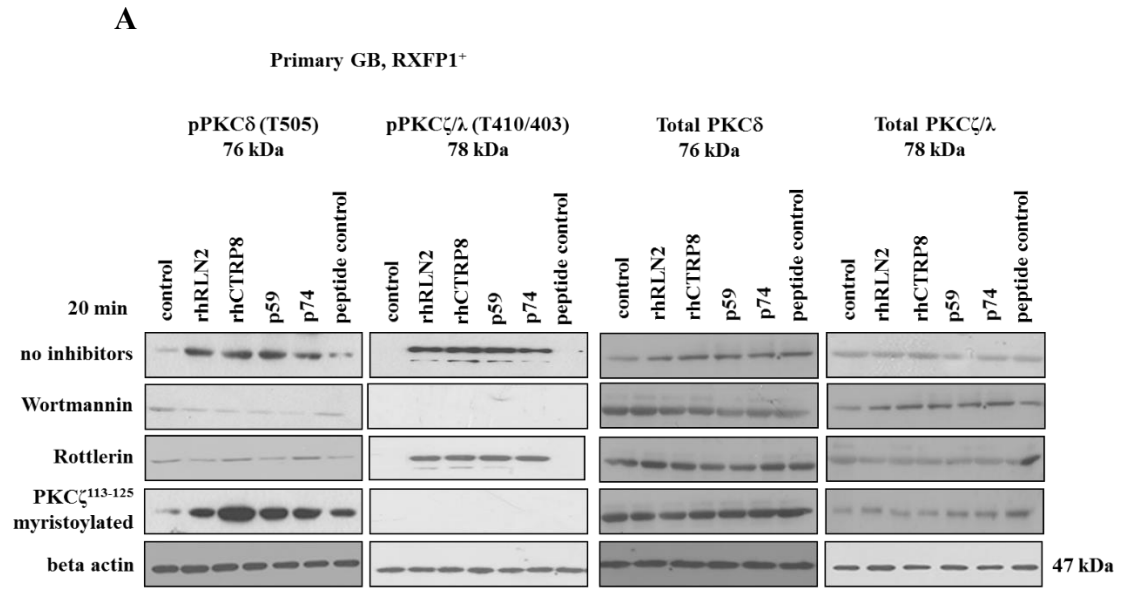 A
Primary GB, RXFP1⁺
pPKCδ (T505)
76 kDa
pPKCζ/λ (T410/403)
78 kDa
Total PKCδ
76 kDa
Total PKCζ/λ
78 kDa
20 min
control
rhRLN2
rhCTRP8
p59
p74
peptide control
control
rhRLN2
rhCTRP8
p59
p74
peptide control
control
rhRLN2
rhCTRP8
p59
p74
peptide control
control
rhRLN2
rhCTRP8
p59
p74
peptide control
no inhibitors
Wortmannin
Rottlerin
PKCζ¹¹³⁻¹²⁵
myristoylated
beta actin
47 kDa